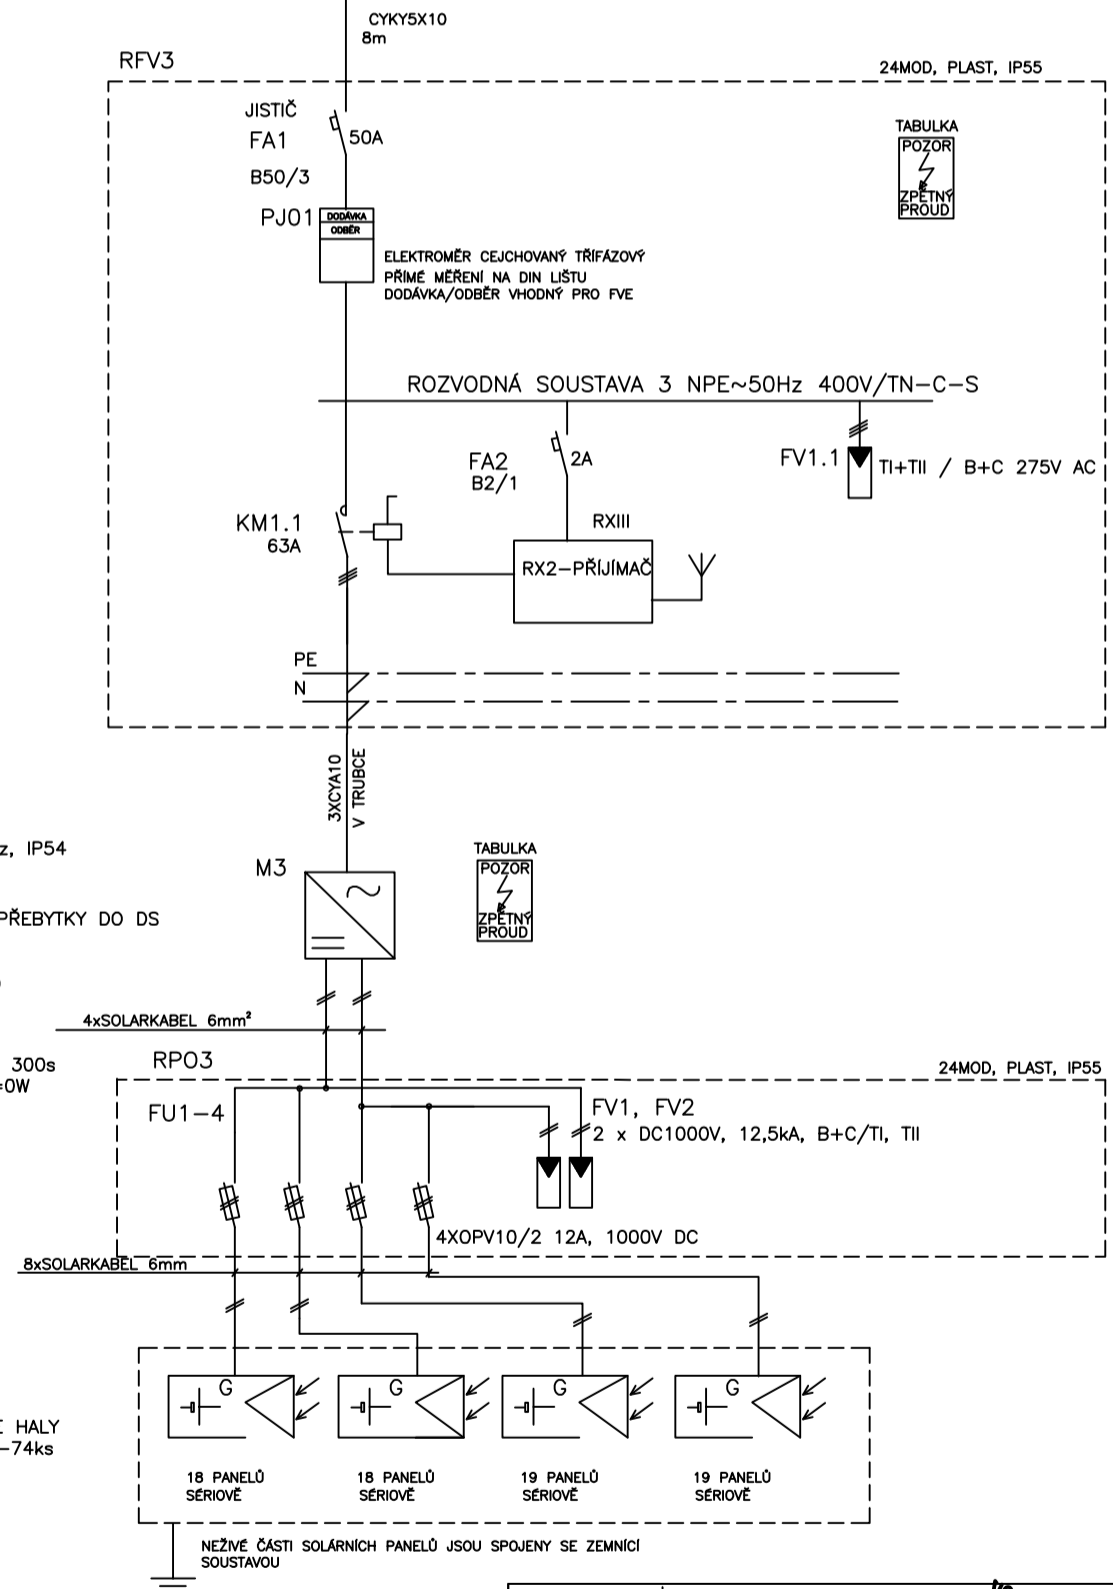 CYKY5X10
8m
RFV3
24MOD, PLAST, IP55
JISTIČ
FA1
50A
B50/3
TABULKA
POZOR
ZPĚTNÝ
PROUD
PJ01
DODÁVKA
ODBĚR
ELEKTROMĚR CEJCHOVANÝ TŘÍFÁZOVÝ
PŘÍMÉ MĚŘENÍ NA DIN LIŠTU
DODÁVKA/ODBĚR VHODNÝ PRO FVE
ROZVODNÁ SOUSTAVA 3 NPE~50Hz 400V/TN-C-S
FA2
B2/1
2A
FV1.1
TI+TII / B+C 275V AC
KM1.1
63A
RXIII
RX2-PŘIJÍMAČ
PE
N
3XCYA10
V TRUBCE
z, IP54
M3
TABULKA
POZOR
ZPĚTNÝ
PROUD
PŘEBYTKY DO DS
4xSOLARKABEL 6mm²
300s
=0W
RPO3
24MOD, PLAST, IP55
FU1-4
FV1, FV2
2 x DC1000V, 12,5kA, B+C/TI, TII
4XOPV10/2 12A, 1000V DC
8xSOLARKABEL 6mm
G
G
G
G
E HALY
-74ks
18 PANELŮ
SÉRIOVĚ
18 PANELŮ
SÉRIOVĚ
19 PANELŮ
SÉRIOVĚ
19 PANELŮ
SÉRIOVĚ
NEŽIVÉ ČÁSTI SOLÁRNÍCH PANELŮ JSOU SPOJENY SE ZEMNÍCÍ
SOUSTAVOU